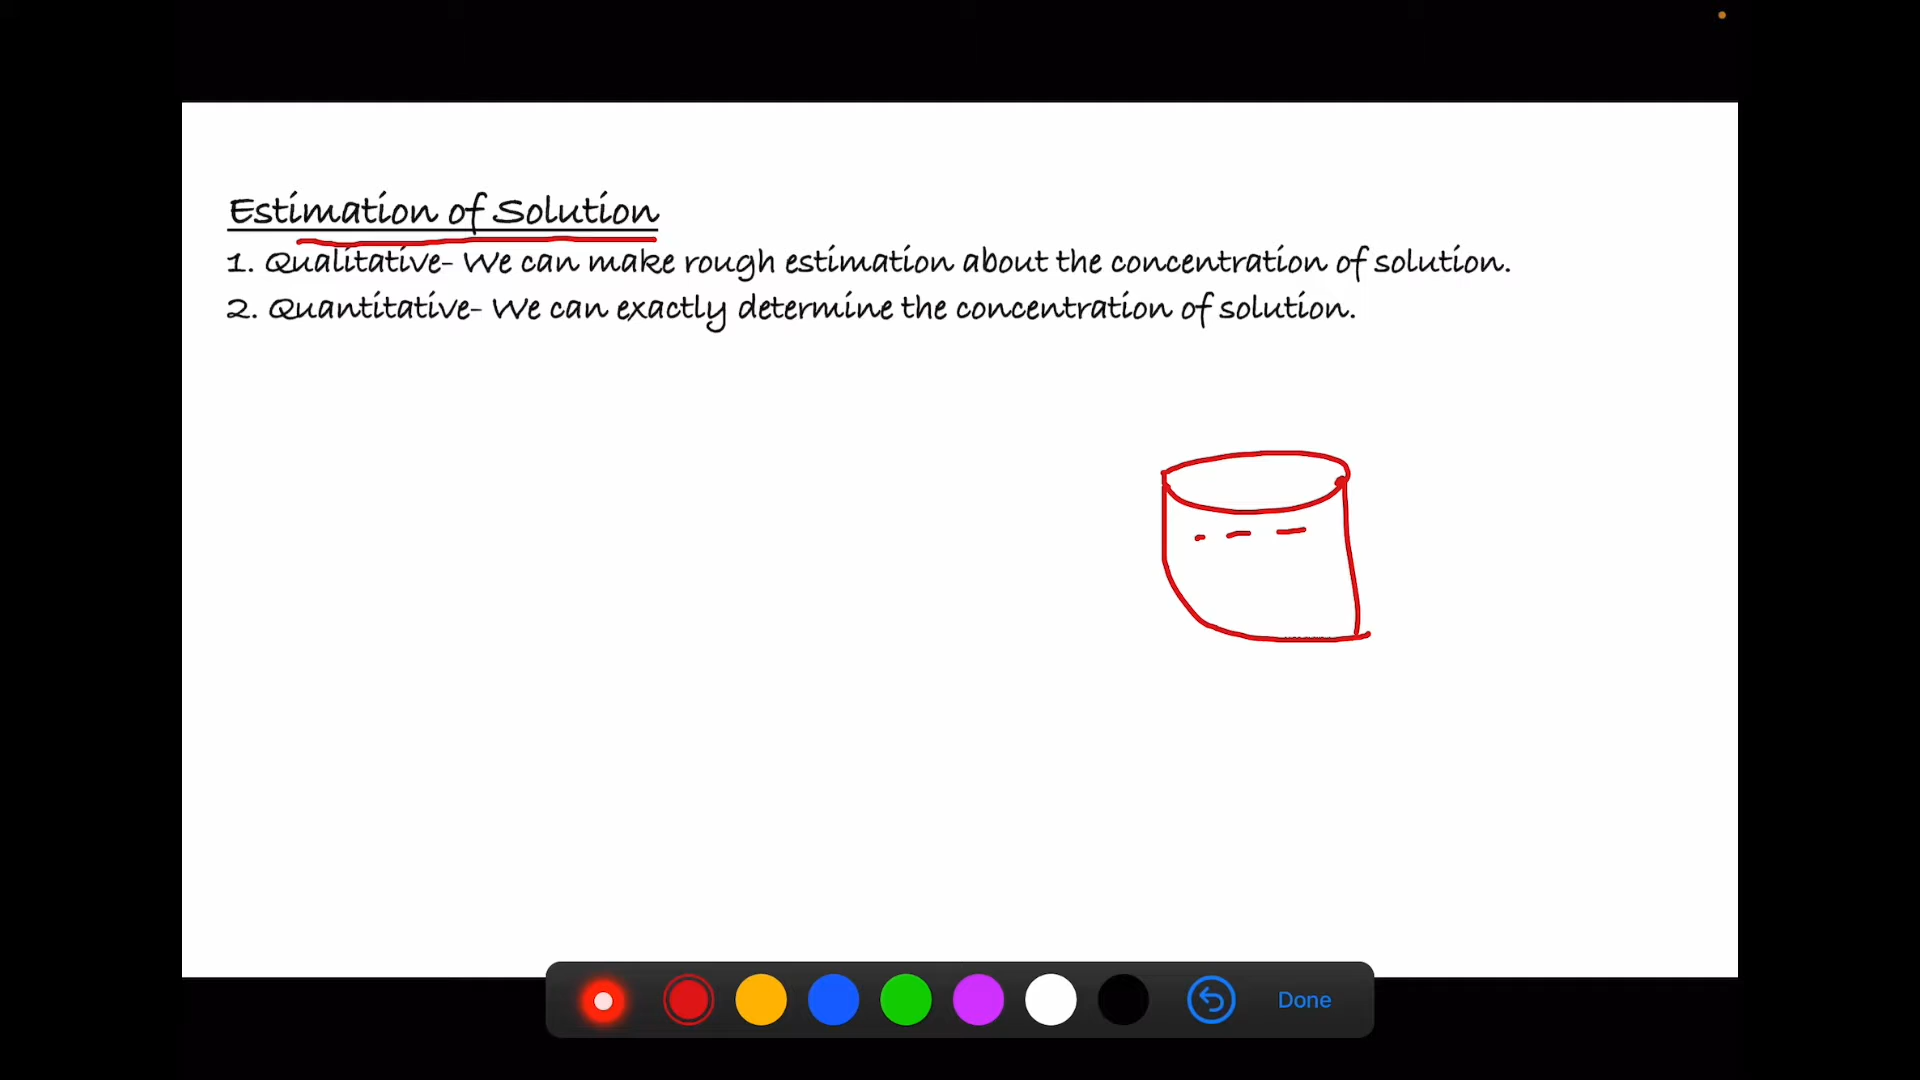 Estimation of Solution
1. Qualitative- We can make rough estimation about the concentration of solution.
2. Quantitative- We can exactly determine the concentration of solution.
Done